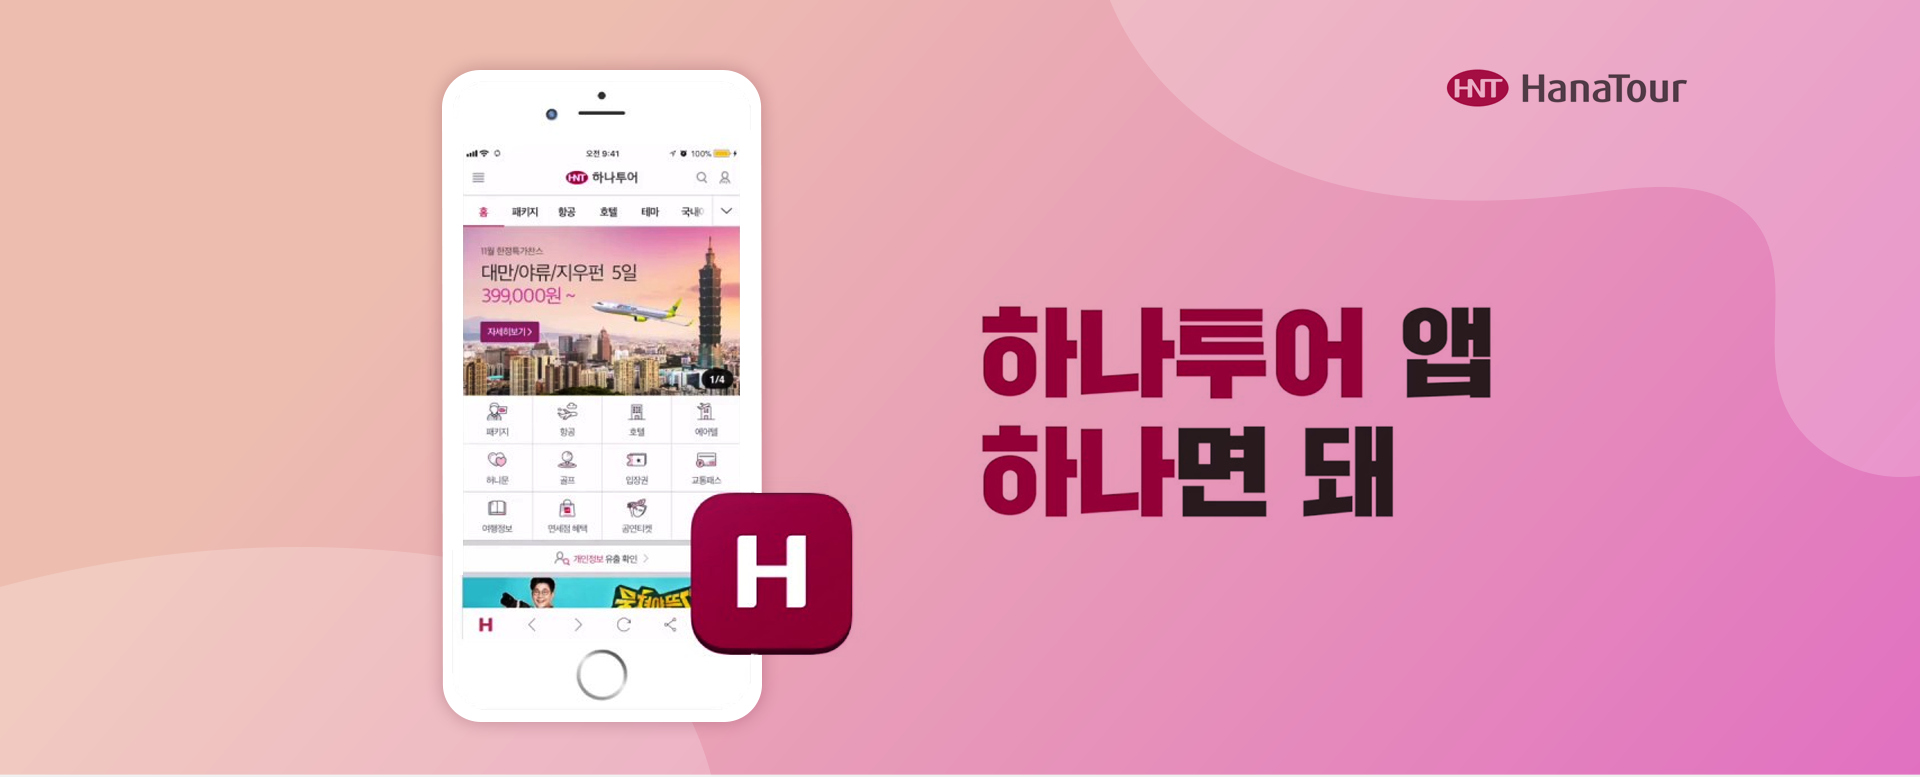 HNT HanaTour
오전 9:41
100%
HNT 하나투어
홈 패키지 항공 호텔 테마 국내
11월 한정특가찬스
대만/야류/지우펀 5일
399,000원 ~
자세히보기 >
1/4
패키지 항공 호텔 에어텔
허니문 골프 입장권 교통패스
여행정보 면세점 혜택 공연티켓
개인정보 유출 확인 >
H
H
하나투어 앱
하나면 돼